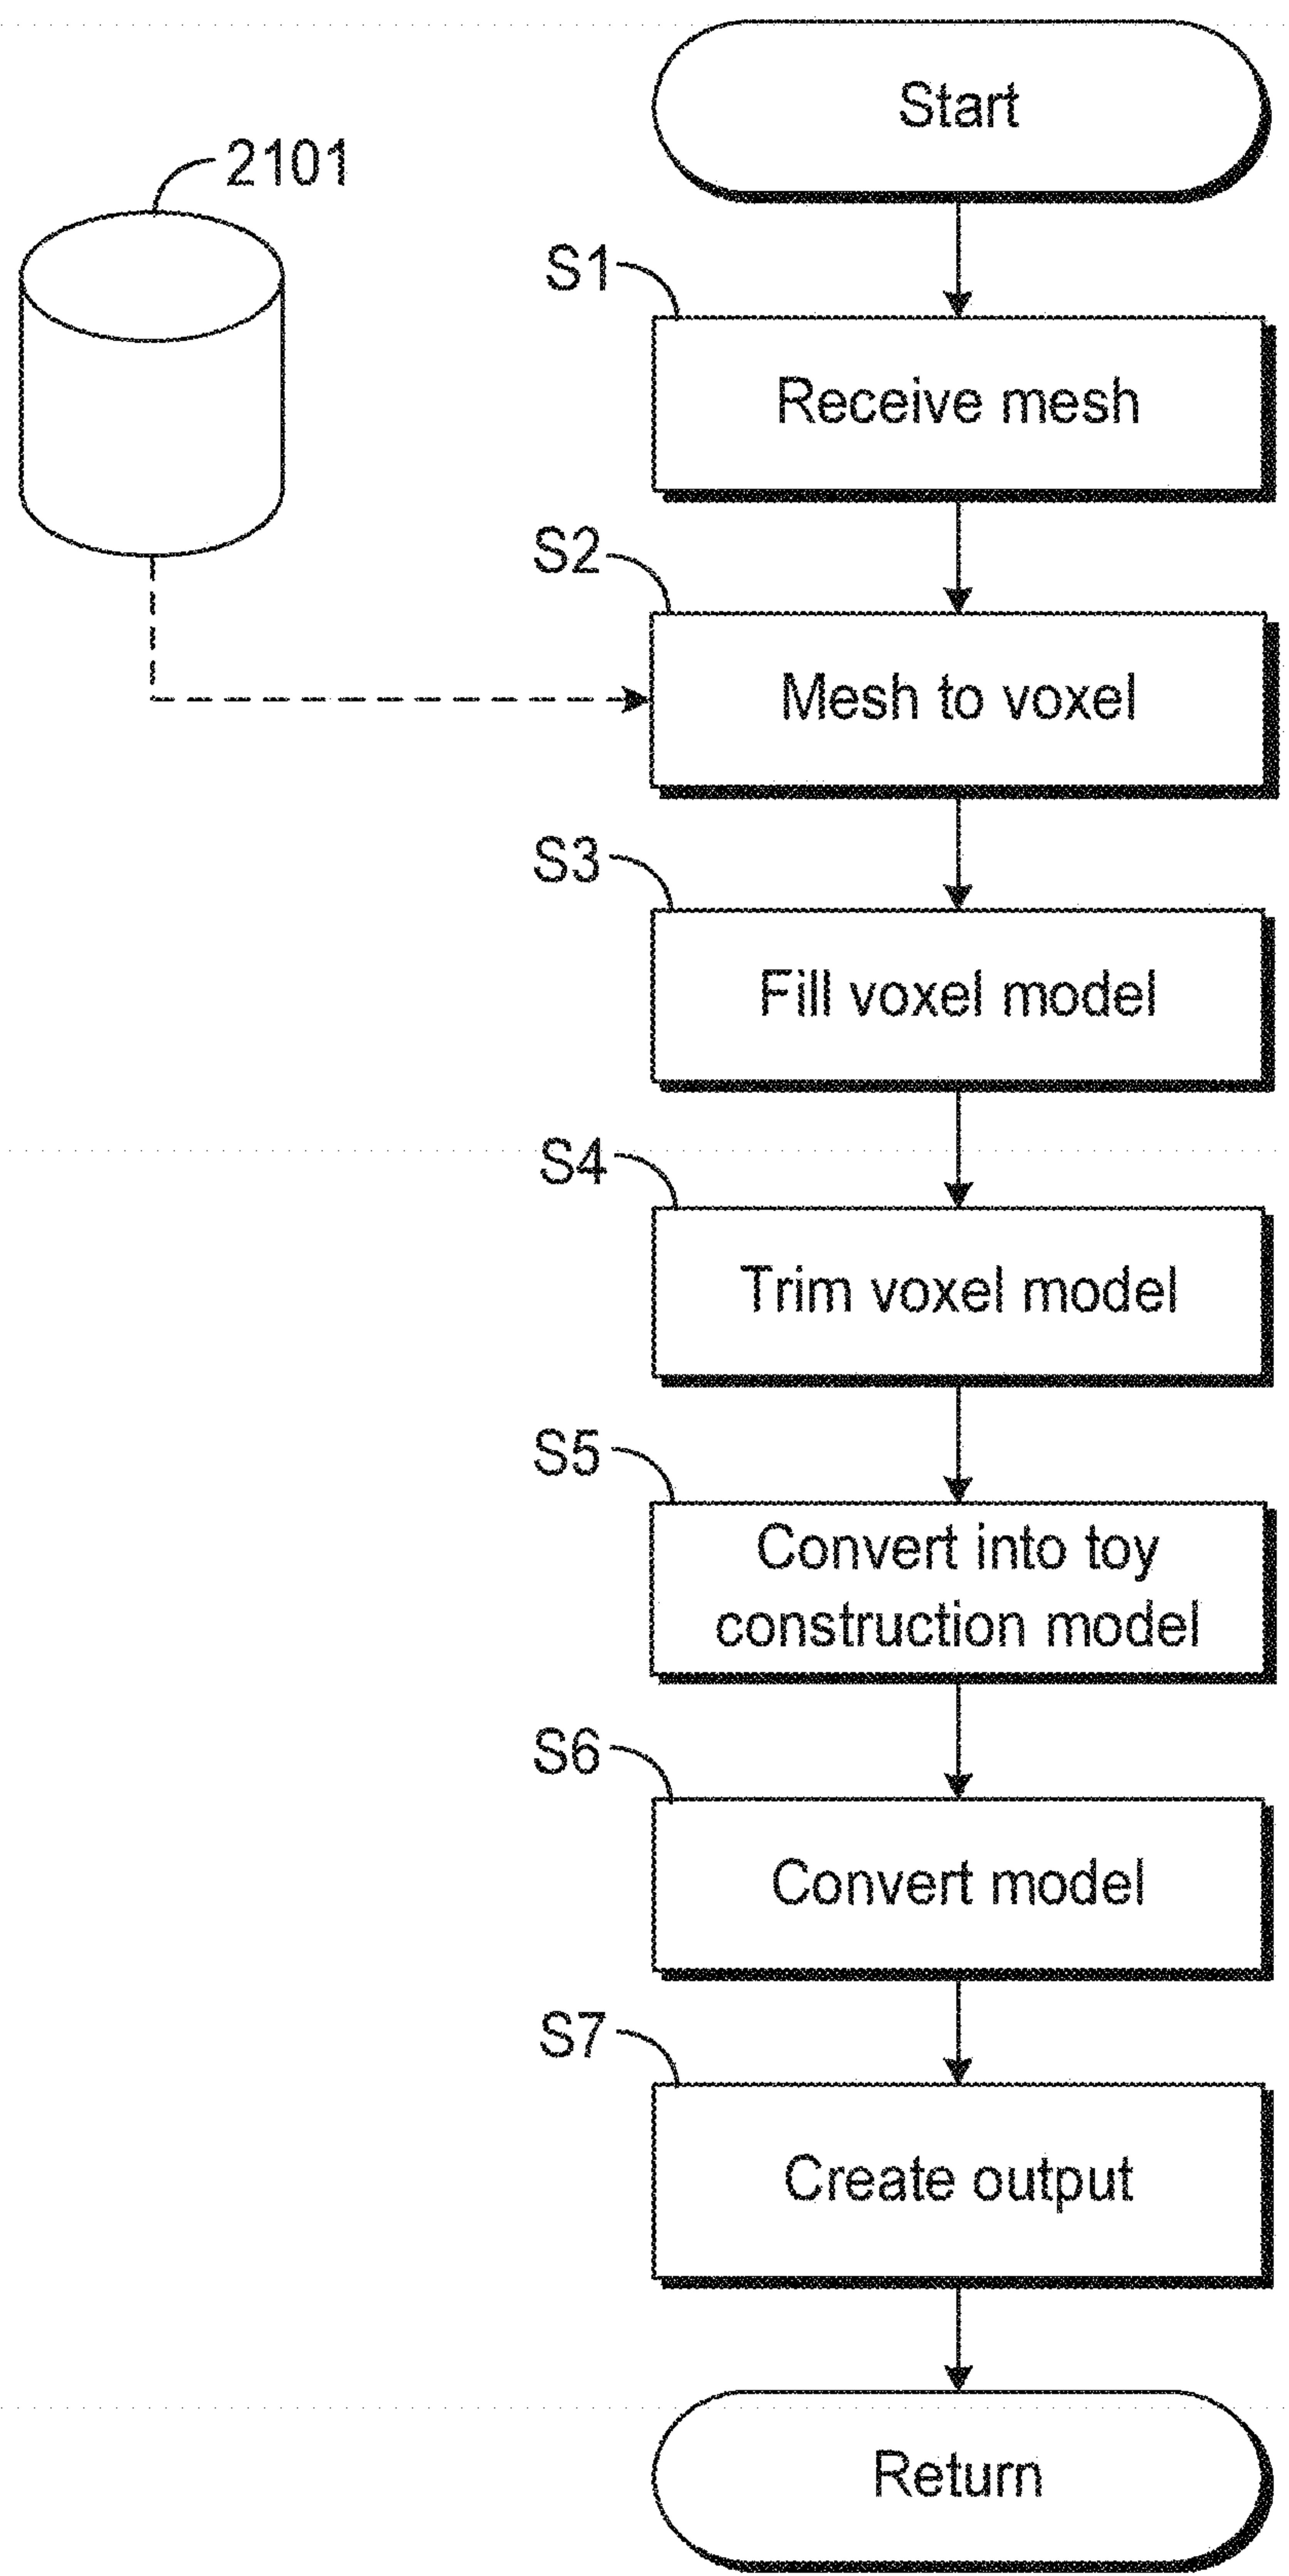 Start
2101
S1
Receive mesh
S2
Mesh to voxel
S3
Fill voxel model
S4
Trim voxel model
S5
Convert into toy
construction model
S6
Convert model
S7
Create output
Return